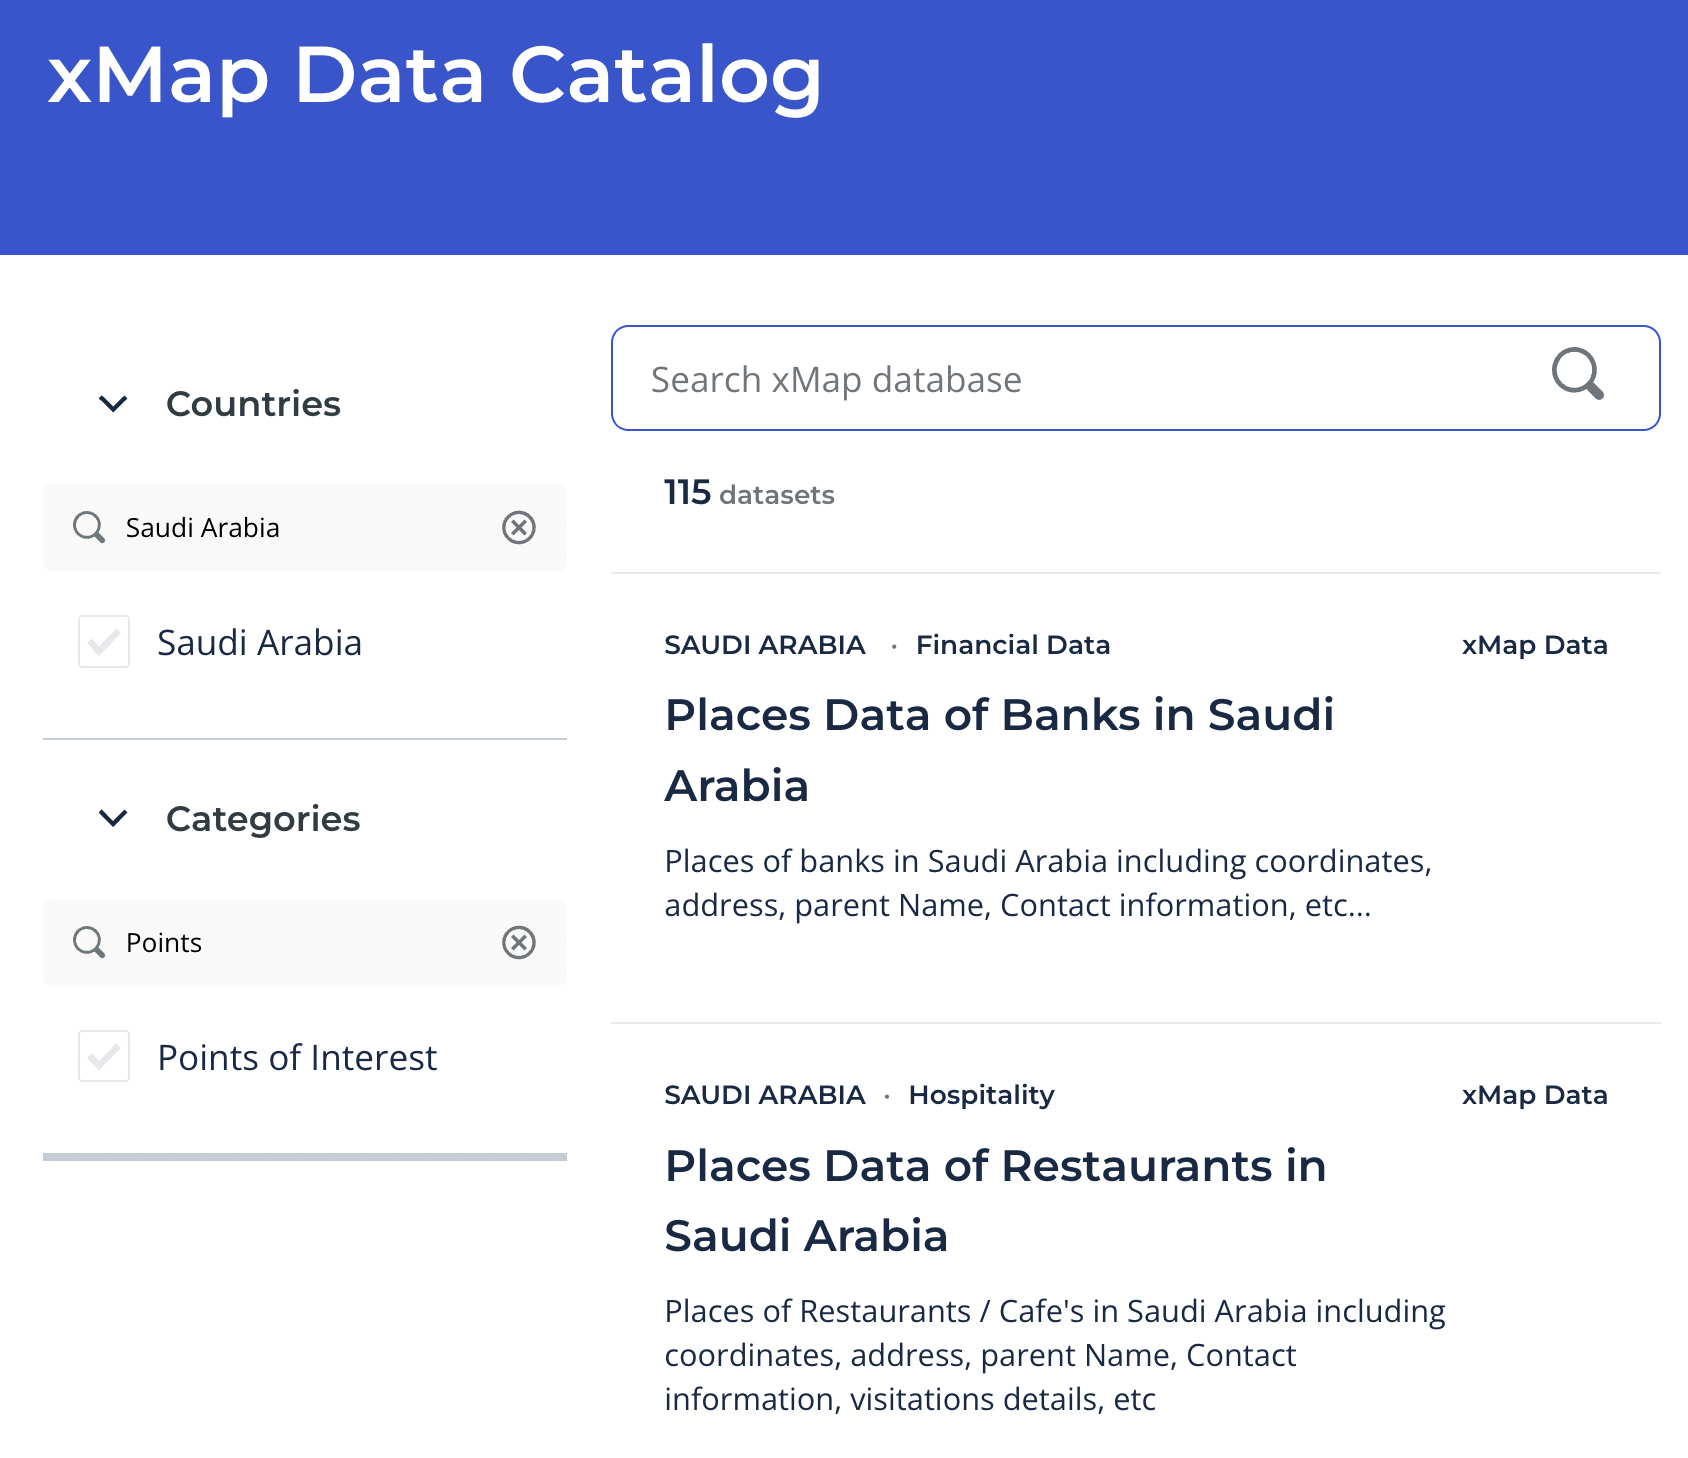 xMap Data Catalog
Countries
Saudi Arabia
Saudi Arabia
Categories
Points
Points of Interest
Search xMap database
115 datasets
SAUDI ARABIA · Financial Data xMap Data
Places Data of Banks in Saudi
Arabia
Places of banks in Saudi Arabia including coordinates,
address, parent Name, Contact information, etc...
SAUDI ARABIA · Hospitality xMap Data
Places Data of Restaurants in
Saudi Arabia
Places of Restaurants / Cafe's in Saudi Arabia including
coordinates, address, parent Name, Contact
information, visitations details, etc